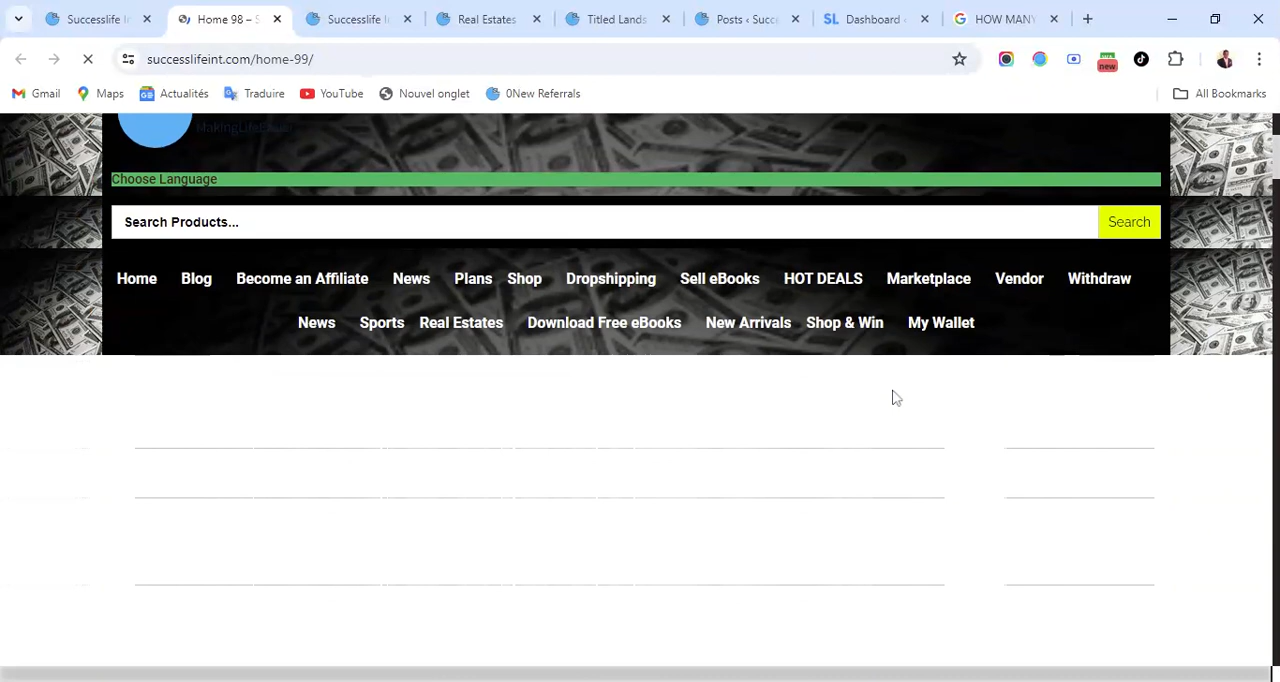 Successlife In
Home 98 – S
Successlife I
Real Estates
Titled Lands
Posts ‹ Succe
SL Dashboard ‹
HOW MANY
successlifeint.com/home-99/
new
Gmail
Maps
Actualités
Traduire
YouTube
Nouvel onglet
0New Referrals
All Bookmarks
Choose Language
Search Products...
Search
Home Blog Become an Affiliate News Plans Shop Dropshipping Sell eBooks HOT DEALS Marketplace Vendor Withdraw
News Sports Real Estates Download Free eBooks New Arrivals Shop & Win My Wallet